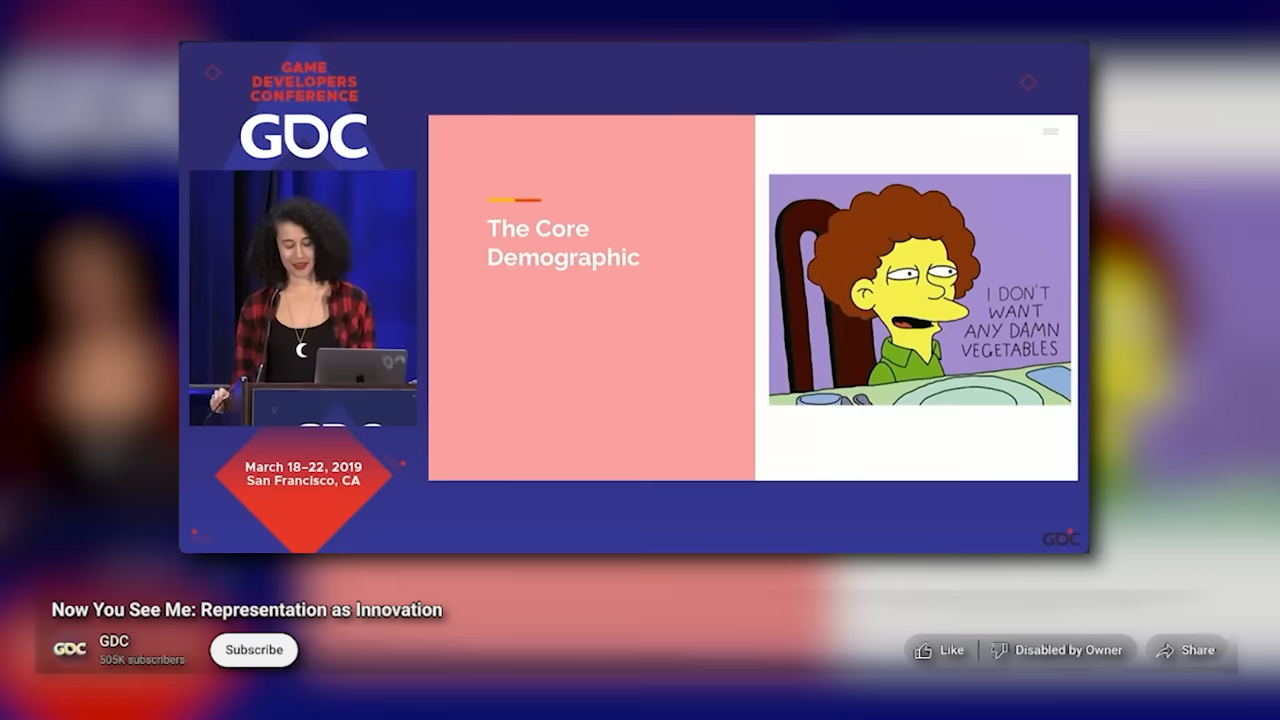 GAME
DEVELOPERS
CONFERENCE
GDC
The Core
Demographic
I DON'T
WANT
ANY DAMN
VEGETABLES
March 18-22, 2019
San Francisco, CA
GDC
Now You See Me: Representation as Innovation
GDC
GDC
505K subscribers
Subscribe
Like
Disabled by Owner
Share